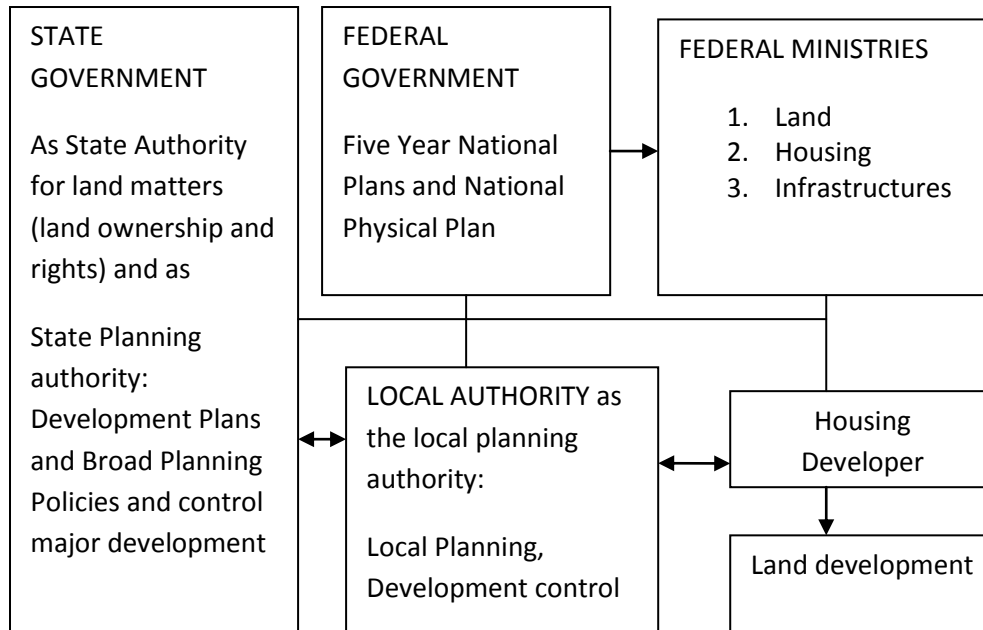 STATE
GOVERNMENT
As State Authority
for land matters
(land ownership and
rights) and as
State Planning
authority:
Development Plans
and Broad Planning
Policies and control
major development
FEDERAL
GOVERNMENT
Five Year National
Plans and National
Physical Plan
FEDERAL MINISTRIES
1. Land
2. Housing
3. Infrastructures
LOCAL AUTHORITY as
the local planning
authority:
Local Planning,
Development control
Housing
Developer
Land development